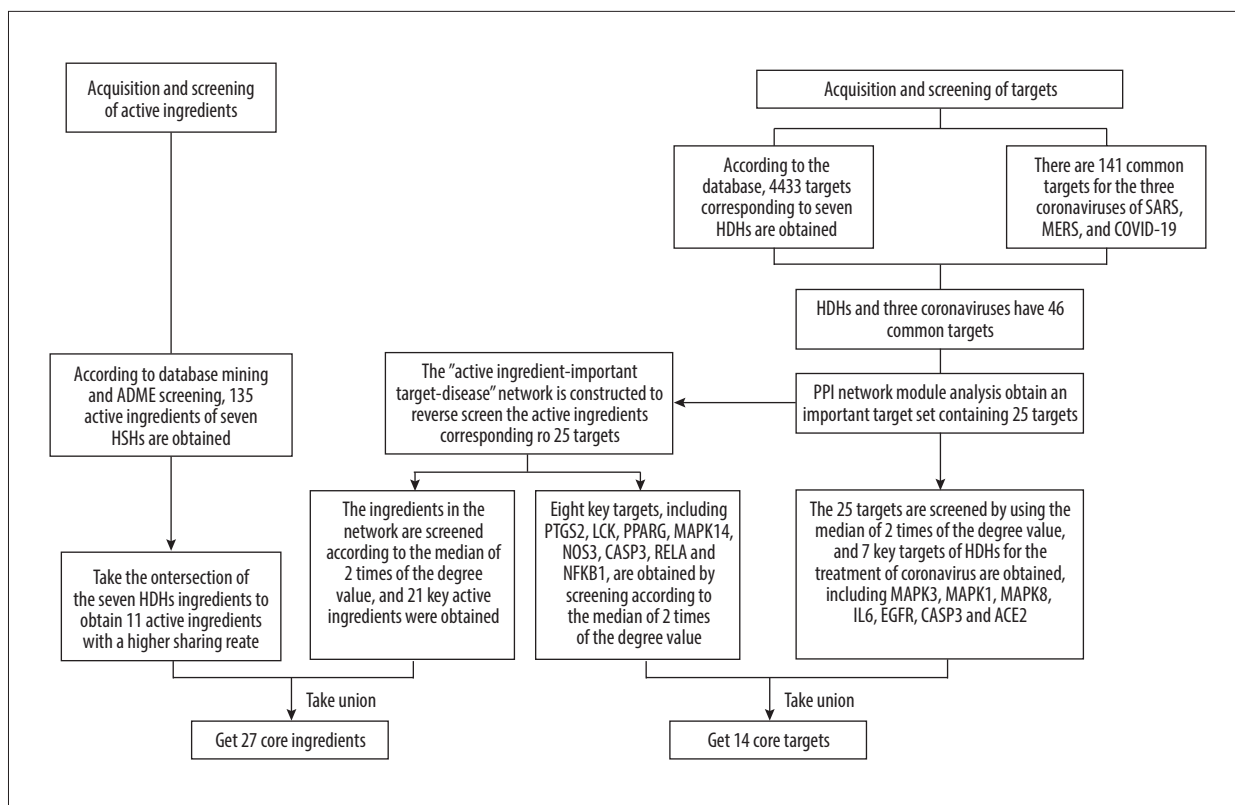 Acquisition and screening
of active ingredients
Acquisition and screening of targets
According to the
database, 4433 targets
corresponding to seven
HDHs are obtained
There are 141 common
targets for the three
coronaviruses of SARS,
MERS, and COVID-19
HDHs and three coronaviruses have 46
common targets
According to database mining
and ADME screening, 135
active ingredients of seven
HSHs are obtained
The "active ingredient-important
target-disease" network is constructed to
reverse screen the active ingredients
corresponding ro 25 targets
PPI network module analysis obtain an
important target set containing 25 targets
Take the ontersection of
the seven HDHs ingredients to
obtain 11 active ingredients
with a higher sharing reate
The ingredients in the
network are screened
according to the median of
2 times of the degree
value, and 21 key active
ingredients were obtained
Eight key targets, including
PTGS2, LCK, PPARG, MAPK14,
NOS3, CASP3, RELA and
NFKB1, are obtained by
screening according to
the median of 2 times
of the degree value
The 25 targets are screened by using the
median of 2 times of the degree value,
and 7 key targets of HDHs for the
treatment of coronavirus are obtained,
including MAPK3, MAPK1, MAPK8,
IL6, EGFR, CASP3 and ACE2
Take union
Take union
Get 27 core ingredients
Get 14 core targets